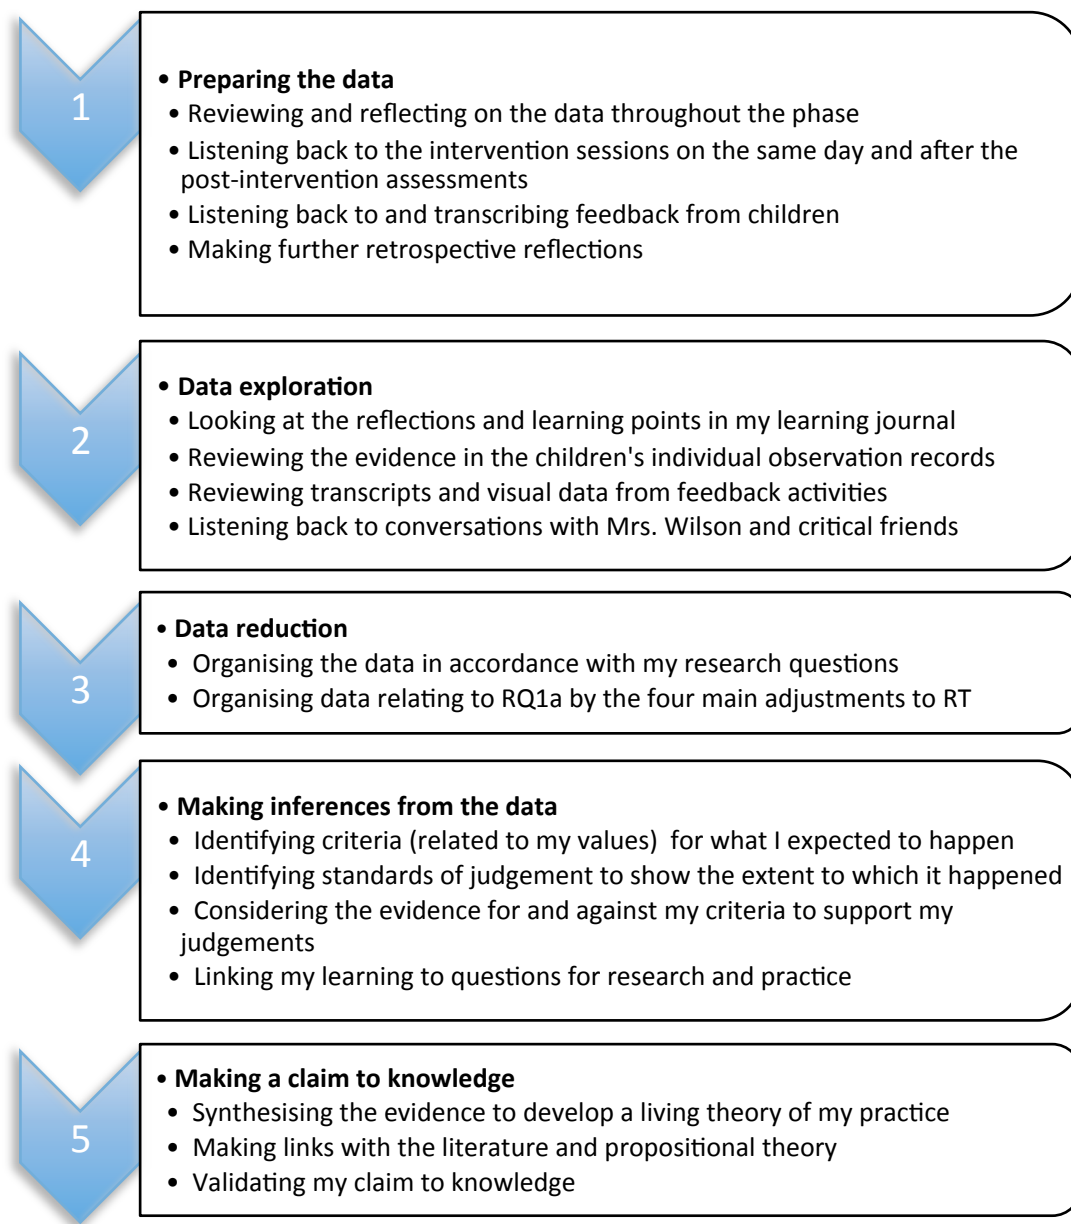 1
• Preparing the data
• Reviewing and reflecting on the data throughout the phase
• Listening back to the intervention sessions on the same day and after the
post-intervention assessments
• Listening back to and transcribing feedback from children
• Making further retrospective reflections
2
• Data exploration
• Looking at the reflections and learning points in my learning journal
• Reviewing the evidence in the children's individual observation records
• Reviewing transcripts and visual data from feedback activities
• Listening back to conversations with Mrs. Wilson and critical friends
3
• Data reduction
• Organising the data in accordance with my research questions
• Organising data relating to RQ1a by the four main adjustments to RT
4
• Making inferences from the data
• Identifying criteria (related to my values) for what I expected to happen
• Identifying standards of judgement to show the extent to which it happened
• Considering the evidence for and against my criteria to support my
judgements
• Linking my learning to questions for research and practice
5
• Making a claim to knowledge
• Synthesising the evidence to develop a living theory of my practice
• Making links with the literature and propositional theory
• Validating my claim to knowledge